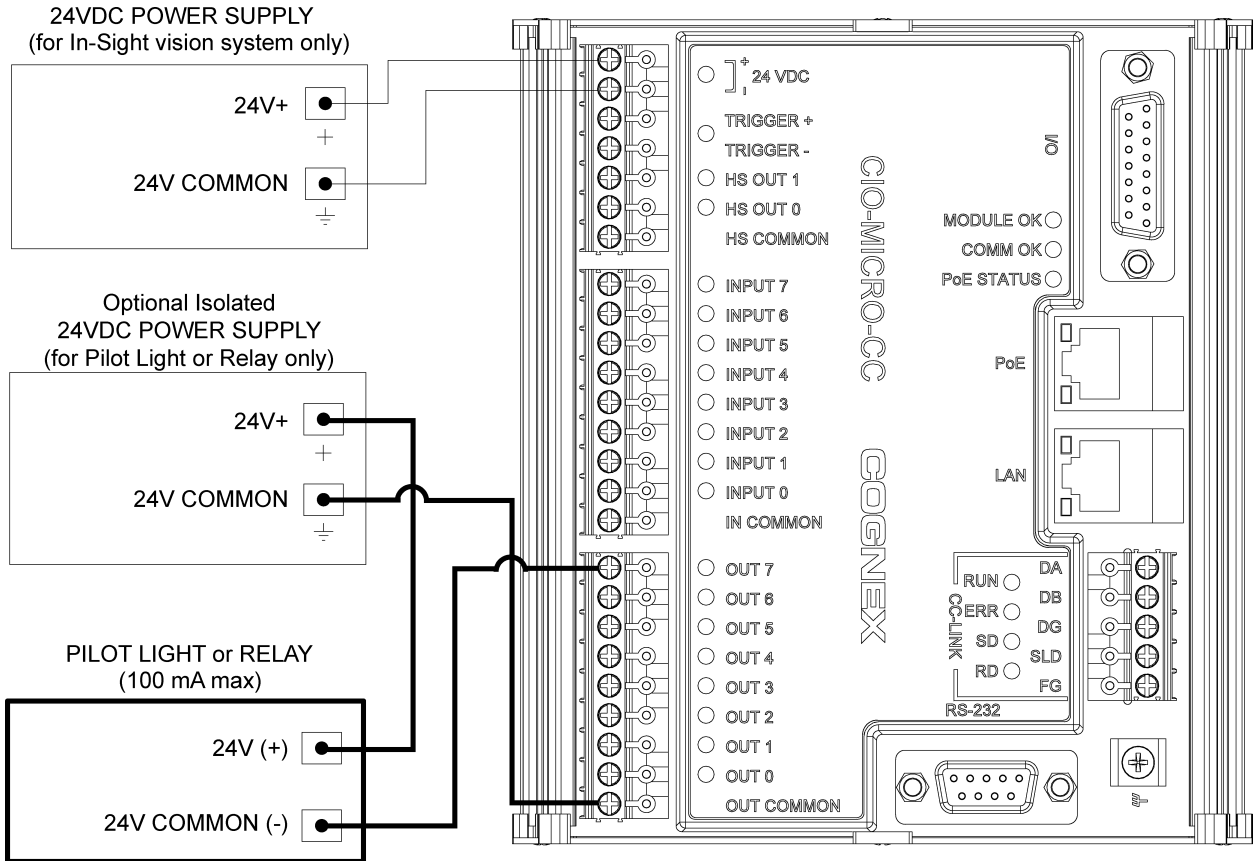 24VDC POWER SUPPLY
(for In-Sight vision system only)
24V+
+
24V COMMON
Optional Isolated
24VDC POWER SUPPLY
(for Pilot Light or Relay only)
24V+
+
24V COMMON
PILOT LIGHT or RELAY
(100 mA max)
24V (+)
24V COMMON (-)
+
-
24 VDC
TRIGGER +
TRIGGER -
HS OUT 1
HS OUT 0
HS COMMON
INPUT 7
INPUT 6
INPUT 5
INPUT 4
INPUT 3
INPUT 2
INPUT 1
INPUT 0
IN COMMON
OUT 7
OUT 6
OUT 5
OUT 4
OUT 3
OUT 2
OUT 1
OUT 0
OUT COMMON
CIO-MICRO-CC
COGNEX
I/O
MODULE OK
COMM OK
PoE STATUS
PoE
LAN
CC-LINK
RUN
ERR
SD
RD
DA
DB
DG
SLD
FG
RS-232